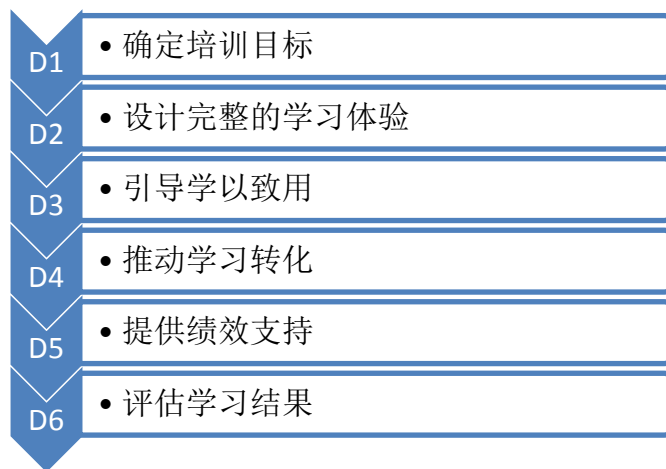 D1
• 确定培训目标
D2
• 设计完整的学习体验
D3
• 引导学以致用
D4
• 推动学习转化
D5
• 提供绩效支持
D6
• 评估学习结果